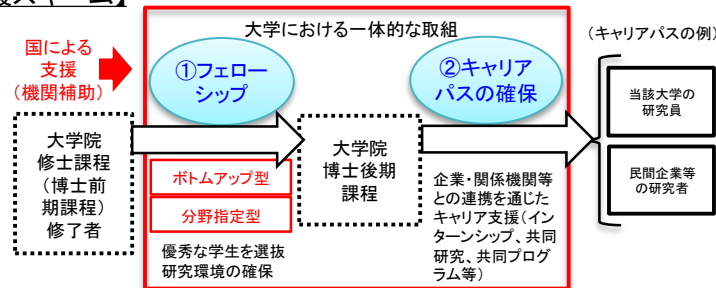 援スキーム】
大学における一体的な取組
(キャリアパスの例)
国による
支援
(機関補助)
①フェロー
シップ
②キャリア
パスの確保
大学院
修士課程
(博士前
期課程)
修了者
ボトムアップ型
分野指定型
優秀な学生を選抜
研究環境の確保
大学院
博士後期
課程
企業・関係機関等
との連携を通じた
キャリア支援(イン
ターンシップ、共同
研究、共同プログ
ラム等)
当該大学の
研究員
民間企業等
の研究者